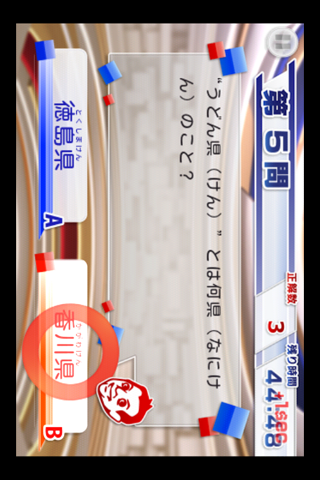 第5問
正解数
3
残り時間
44:48
+1sec
“うどん県（けん）”とは何県（なにけ
ん）のこと？
とくしまけん
徳島県
A
かがわけん
香川県
B